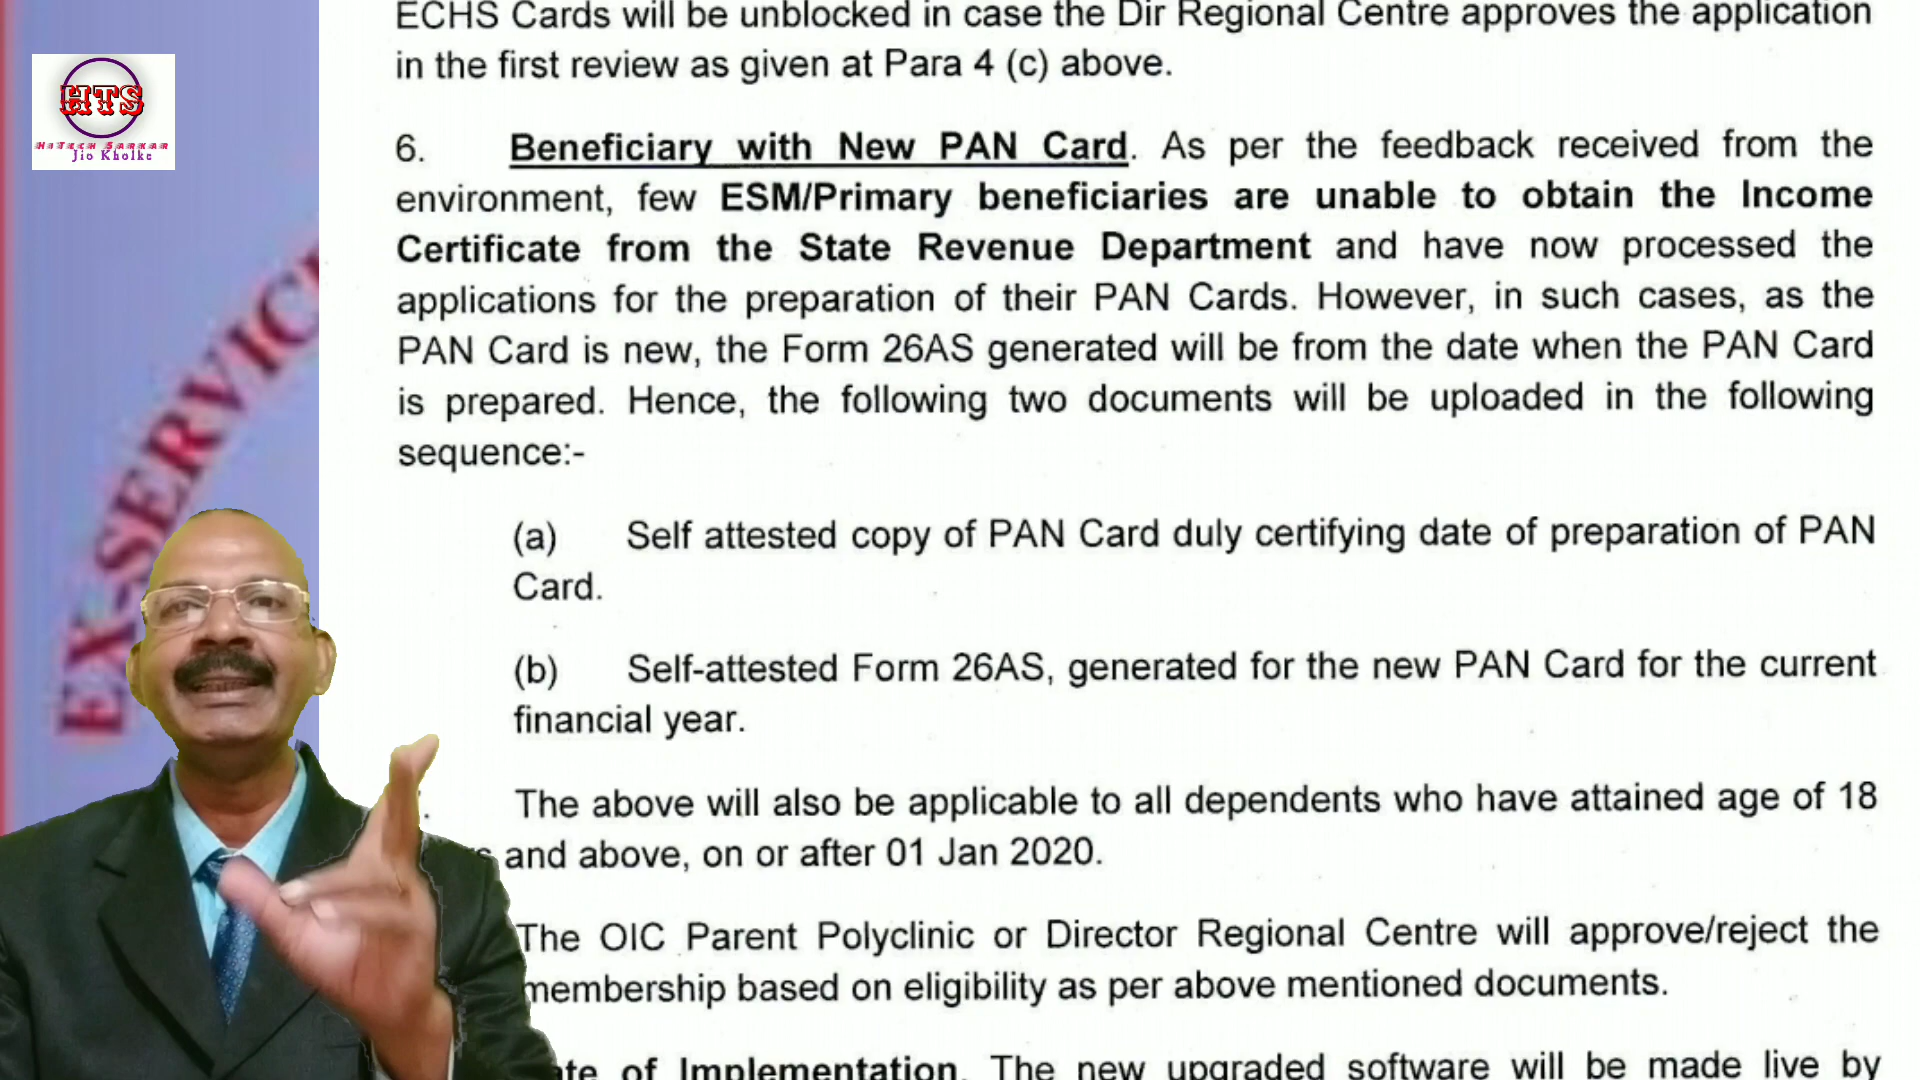 HTS
HiTech Sarkar
Jio Kholke
EX-SERVIC
ECHS Cards will be unblocked in case the Dir Regional Centre approves the application
in the first review as given at Para 4 (c) above.
6. Beneficiary with New PAN Card. As per the feedback received from the
environment, few ESM/Primary beneficiaries are unable to obtain the Income
Certificate from the State Revenue Department and have now processed the
applications for the preparation of their PAN Cards. However, in such cases, as the
PAN Card is new, the Form 26AS generated will be from the date when the PAN Card
is prepared. Hence, the following two documents will be uploaded in the following
sequence:-
(a) Self attested copy of PAN Card duly certifying date of preparation of PAN
Card.
(b) Self-attested Form 26AS, generated for the new PAN Card for the current
financial year.
The above will also be applicable to all dependents who have attained age of 18
and above, on or after 01 Jan 2020.
The OIC Parent Polyclinic or Director Regional Centre will approve/reject the
membership based on eligibility as per above mentioned documents.
of Implementation. The new upgraded software will be made live by